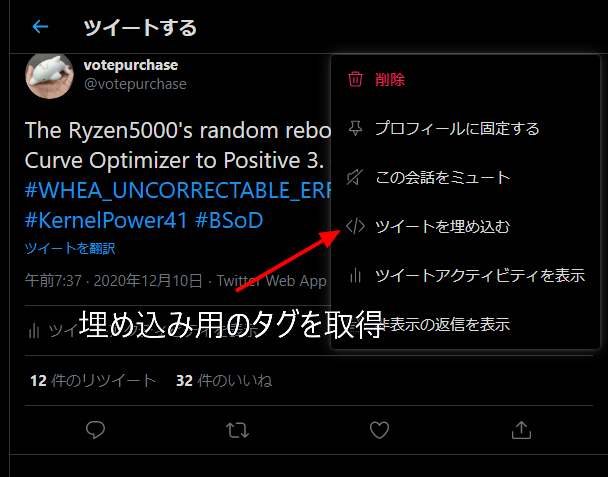 ツイートする
votepurchase
@votepurchase
The Ryzen5000's random rebo
Curve Optimizer to Positive 3.
#WHEA_UNCORRECTABLE_ERR
#KernelPower41 #BSoD
ツイートを翻訳
午前7:37 · 2020年12月10日 · Twitter Web App
埋め込み用のタグを取得
12 件のリツイート 32 件のいいね
削除
プロフィールに固定する
この会話をミュート
ツイートを埋め込む
ツイートアクティビティを表示
非表示の返信を表示